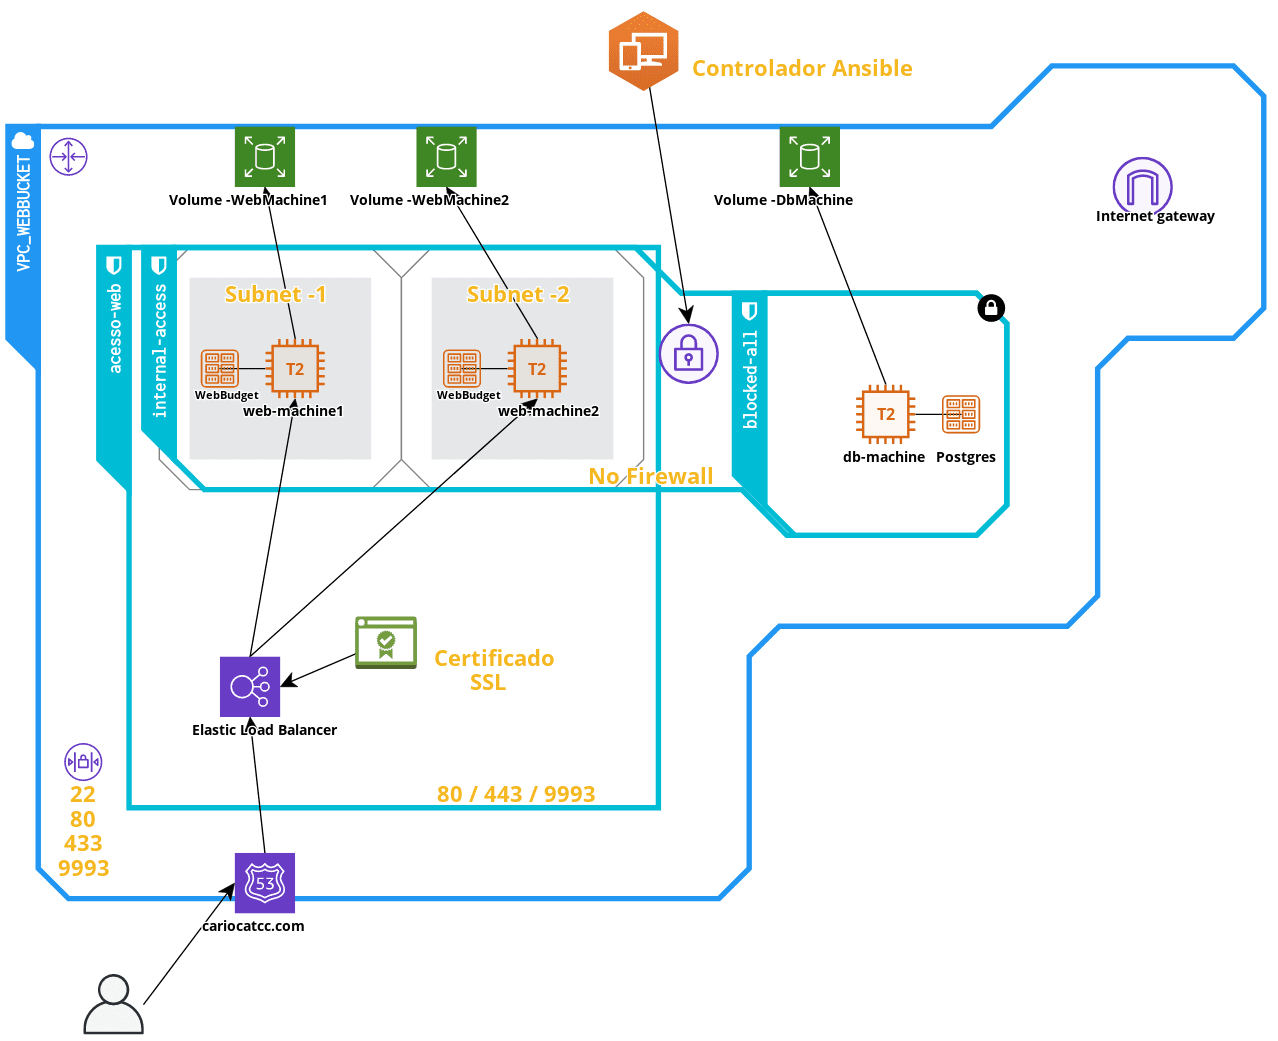 Controlador Ansible
VPC_WEBBUCKET
Volume -WebMachine1
Volume -WebMachine2
Volume -DbMachine
Internet gateway
acesso-web
internal-access
Subnet -1
Subnet -2
blocked-all
T2
WebBudget
web-machine1
T2
WebBudget
web-machine2
T2
db-machine
Postgres
No Firewall
Certificado
SSL
Elastic Load Balancer
22
80
433
9993
80 / 443 / 9993
53
cariocatcc.com